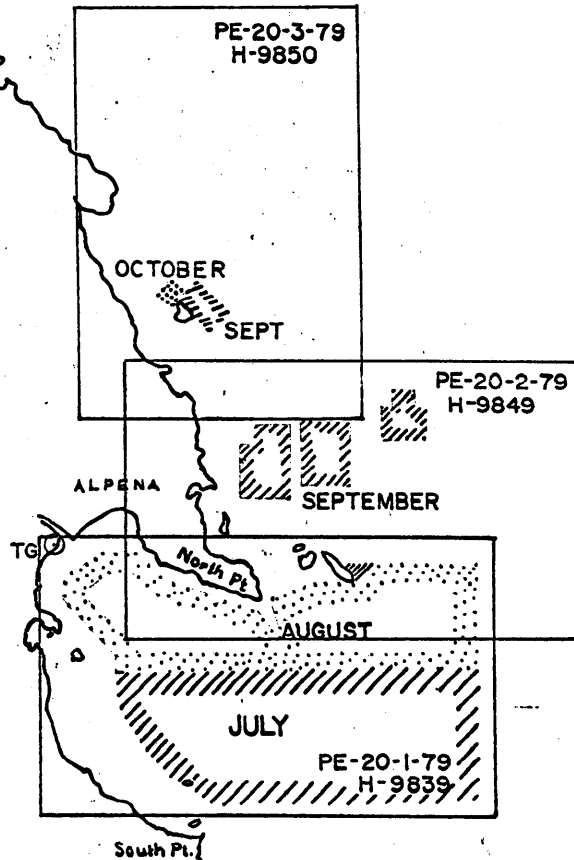 PE-20-3-79
H-9850
OCTOBER
SEPT
PE-20-2-79
H-9849
ALPENA
SEPTEMBER
TG
North Pt
AUGUST
JULY
PE-20-1-79
H-9839
South Pt.